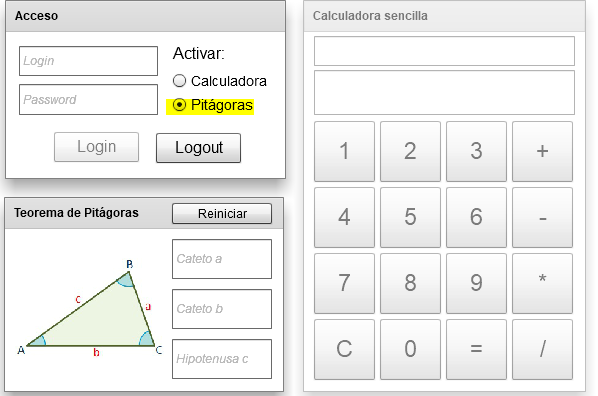 Acceso
Login
Password
Activar:
Calculadora
Pitágoras
Login
Logout
Teorema de Pitágoras
Reiniciar
B
c
a
A
b
C
Cateto a
Cateto b
Hipotenusa c
Calculadora sencilla
1 2 3 +
4 5 6 -
7 8 9 *
C 0 = /